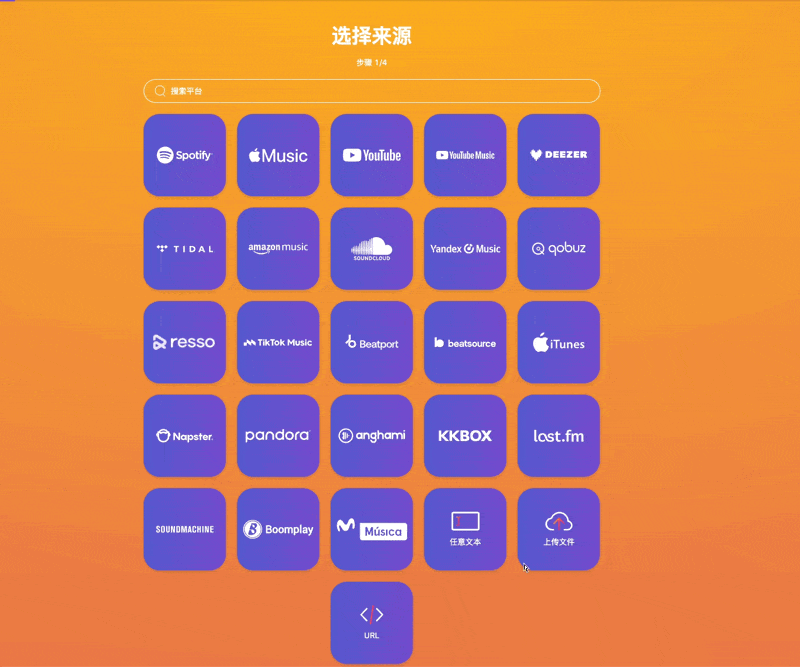 选择来源
步骤 1/4
搜索平台
Spotify
Music
YouTube
YouTube Music
DEEZER
TIDAL
amazon music
SOUNDCLOUD
Yandex Music
qobuz
resso
TikTok Music
Beatport
beatsource
iTunes
Napster.
pandora
anghami
KKBOX
last.fm
SOUNDMACHINE
Boomplay
Música
任意文本
上传文件
URL